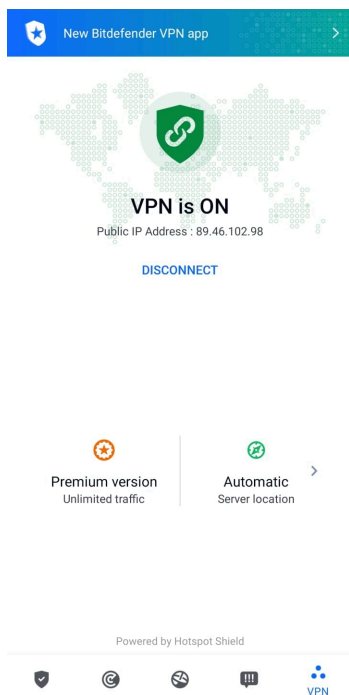 New Bitdefender VPN app
VPN is ON
Public IP Address : 89.46.102.98
DISCONNECT
Premium version
Unlimited traffic
Automatic
Server location
Powered by Hotspot Shield
VPN